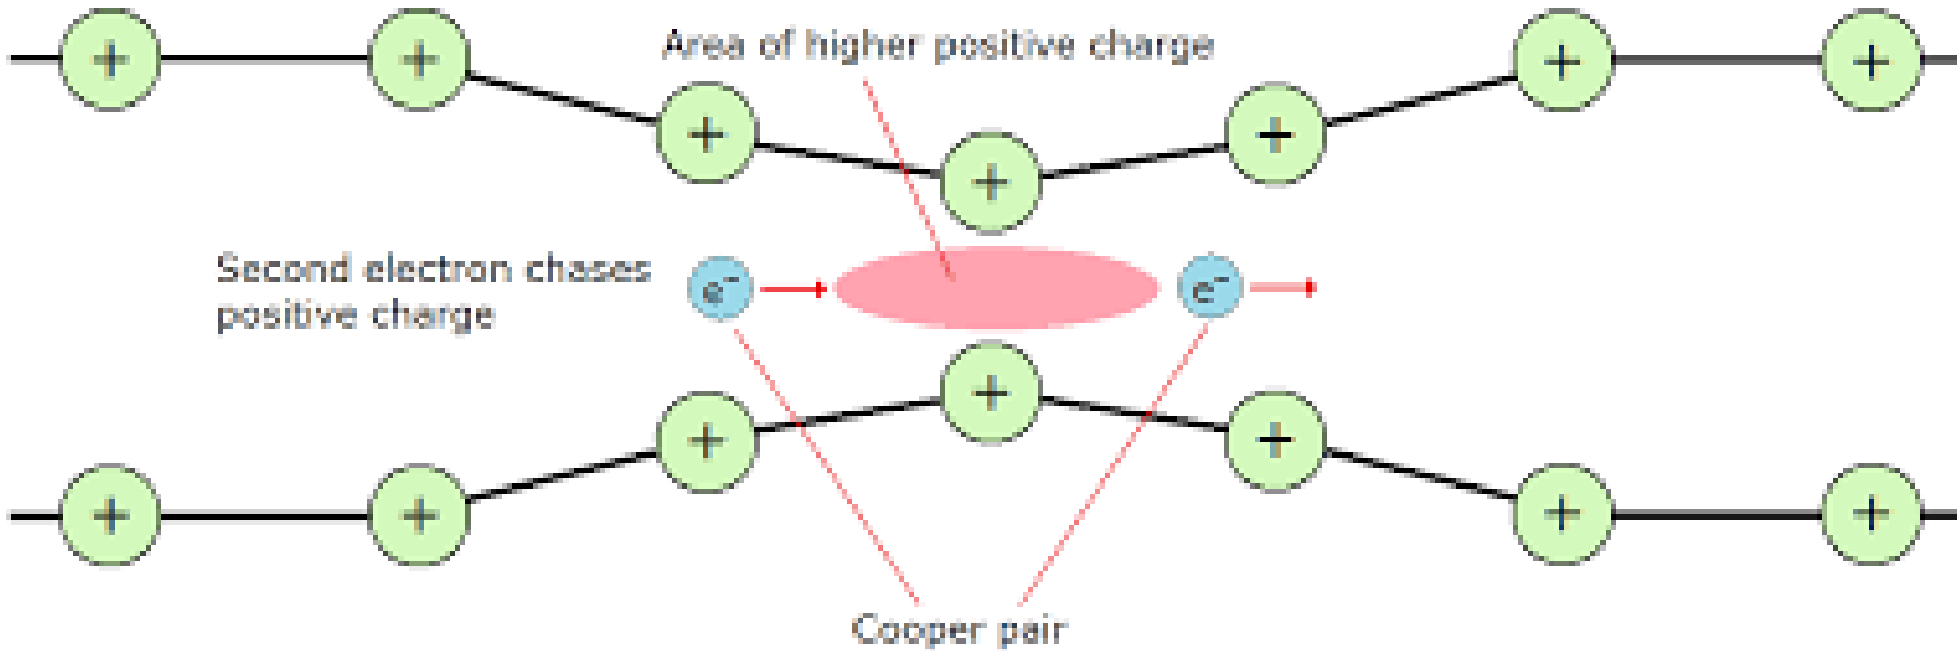 + + + + + + +
Area of higher positive charge
Second electron chases
positive charge
e⁻ e⁻
+ + + + + + +
Cooper pair